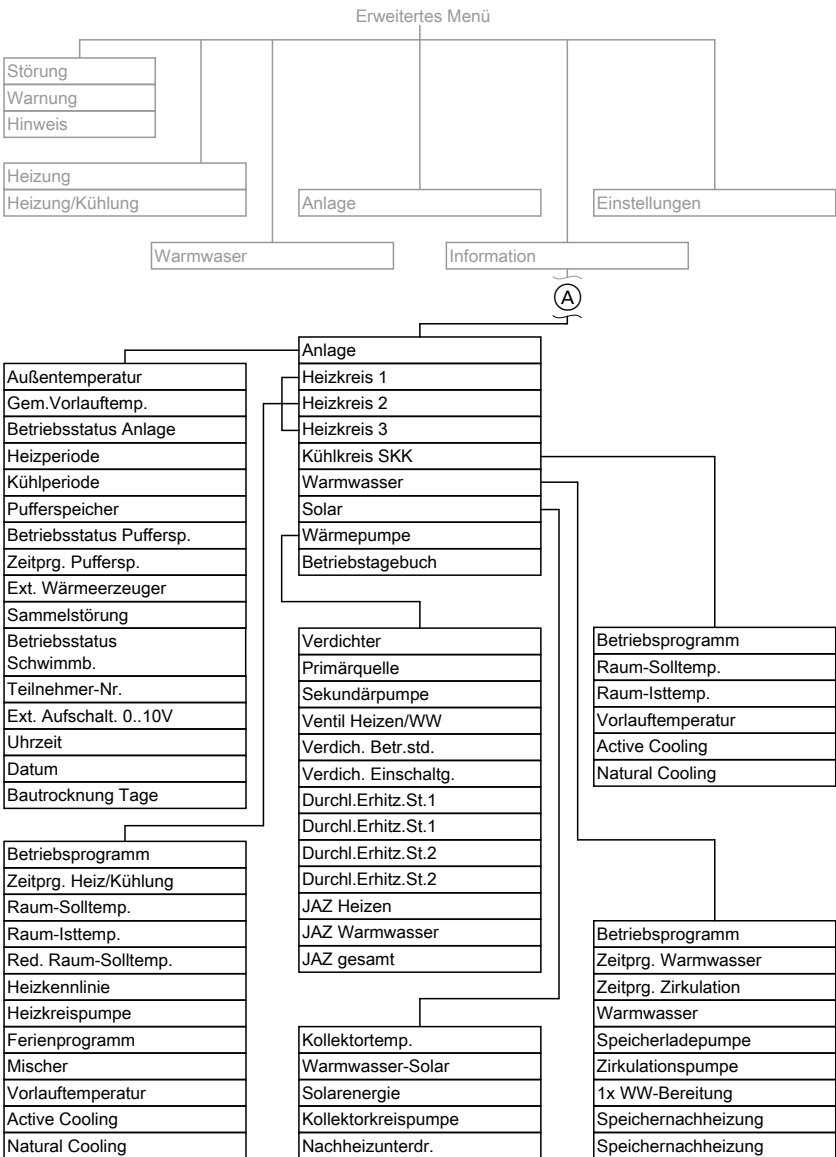 Erweitertes Menü
Störung
Warnung
Hinweis
Heizung
Heizung/Kühlung
Anlage
Einstellungen
Warmwaser
Information
A
Anlage
Heizkreis 1
Heizkreis 2
Heizkreis 3
Kühlkreis SKK
Warmwasser
Solar
Wärmepumpe
Betriebstagebuch
Außentemperatur
Gem.Vorlauftemp.
Betriebsstatus Anlage
Heizperiode
Kühlperiode
Pufferspeicher
Betriebsstatus Puffersp.
Zeitprg. Puffersp.
Ext. Wärmeerzeuger
Sammelstörung
Betriebsstatus
Schwimmb.
Teilnehmer-Nr.
Ext. Aufschalt. 0..10V
Uhrzeit
Datum
Bautrocknung Tage
Verdichter
Primärquelle
Sekundärpumpe
Ventil Heizen/WW
Verdich. Betr.std.
Verdich. Einschaltg.
Durchl.Erhitz.St.1
Durchl.Erhitz.St.1
Durchl.Erhitz.St.2
Durchl.Erhitz.St.2
JAZ Heizen
JAZ Warmwasser
JAZ gesamt
Betriebsprogramm
Raum-Solltemp.
Raum-Isttemp.
Vorlauftemperatur
Active Cooling
Natural Cooling
Betriebsprogramm
Zeitprg. Heiz/Kühlung
Raum-Solltemp.
Raum-Isttemp.
Red. Raum-Solltemp.
Heizkennlinie
Heizkreispumpe
Ferienprogramm
Mischer
Vorlauftemperatur
Active Cooling
Natural Cooling
Kollektortemp.
Warmwasser-Solar
Solarenergie
Kollektorkreispumpe
Nachheizunterdr.
Betriebsprogramm
Zeitprg. Warmwasser
Zeitprg. Zirkulation
Warmwasser
Speicherladepumpe
Zirkulationspumpe
1x WW-Bereitung
Speichernachheizung
Speichernachheizung